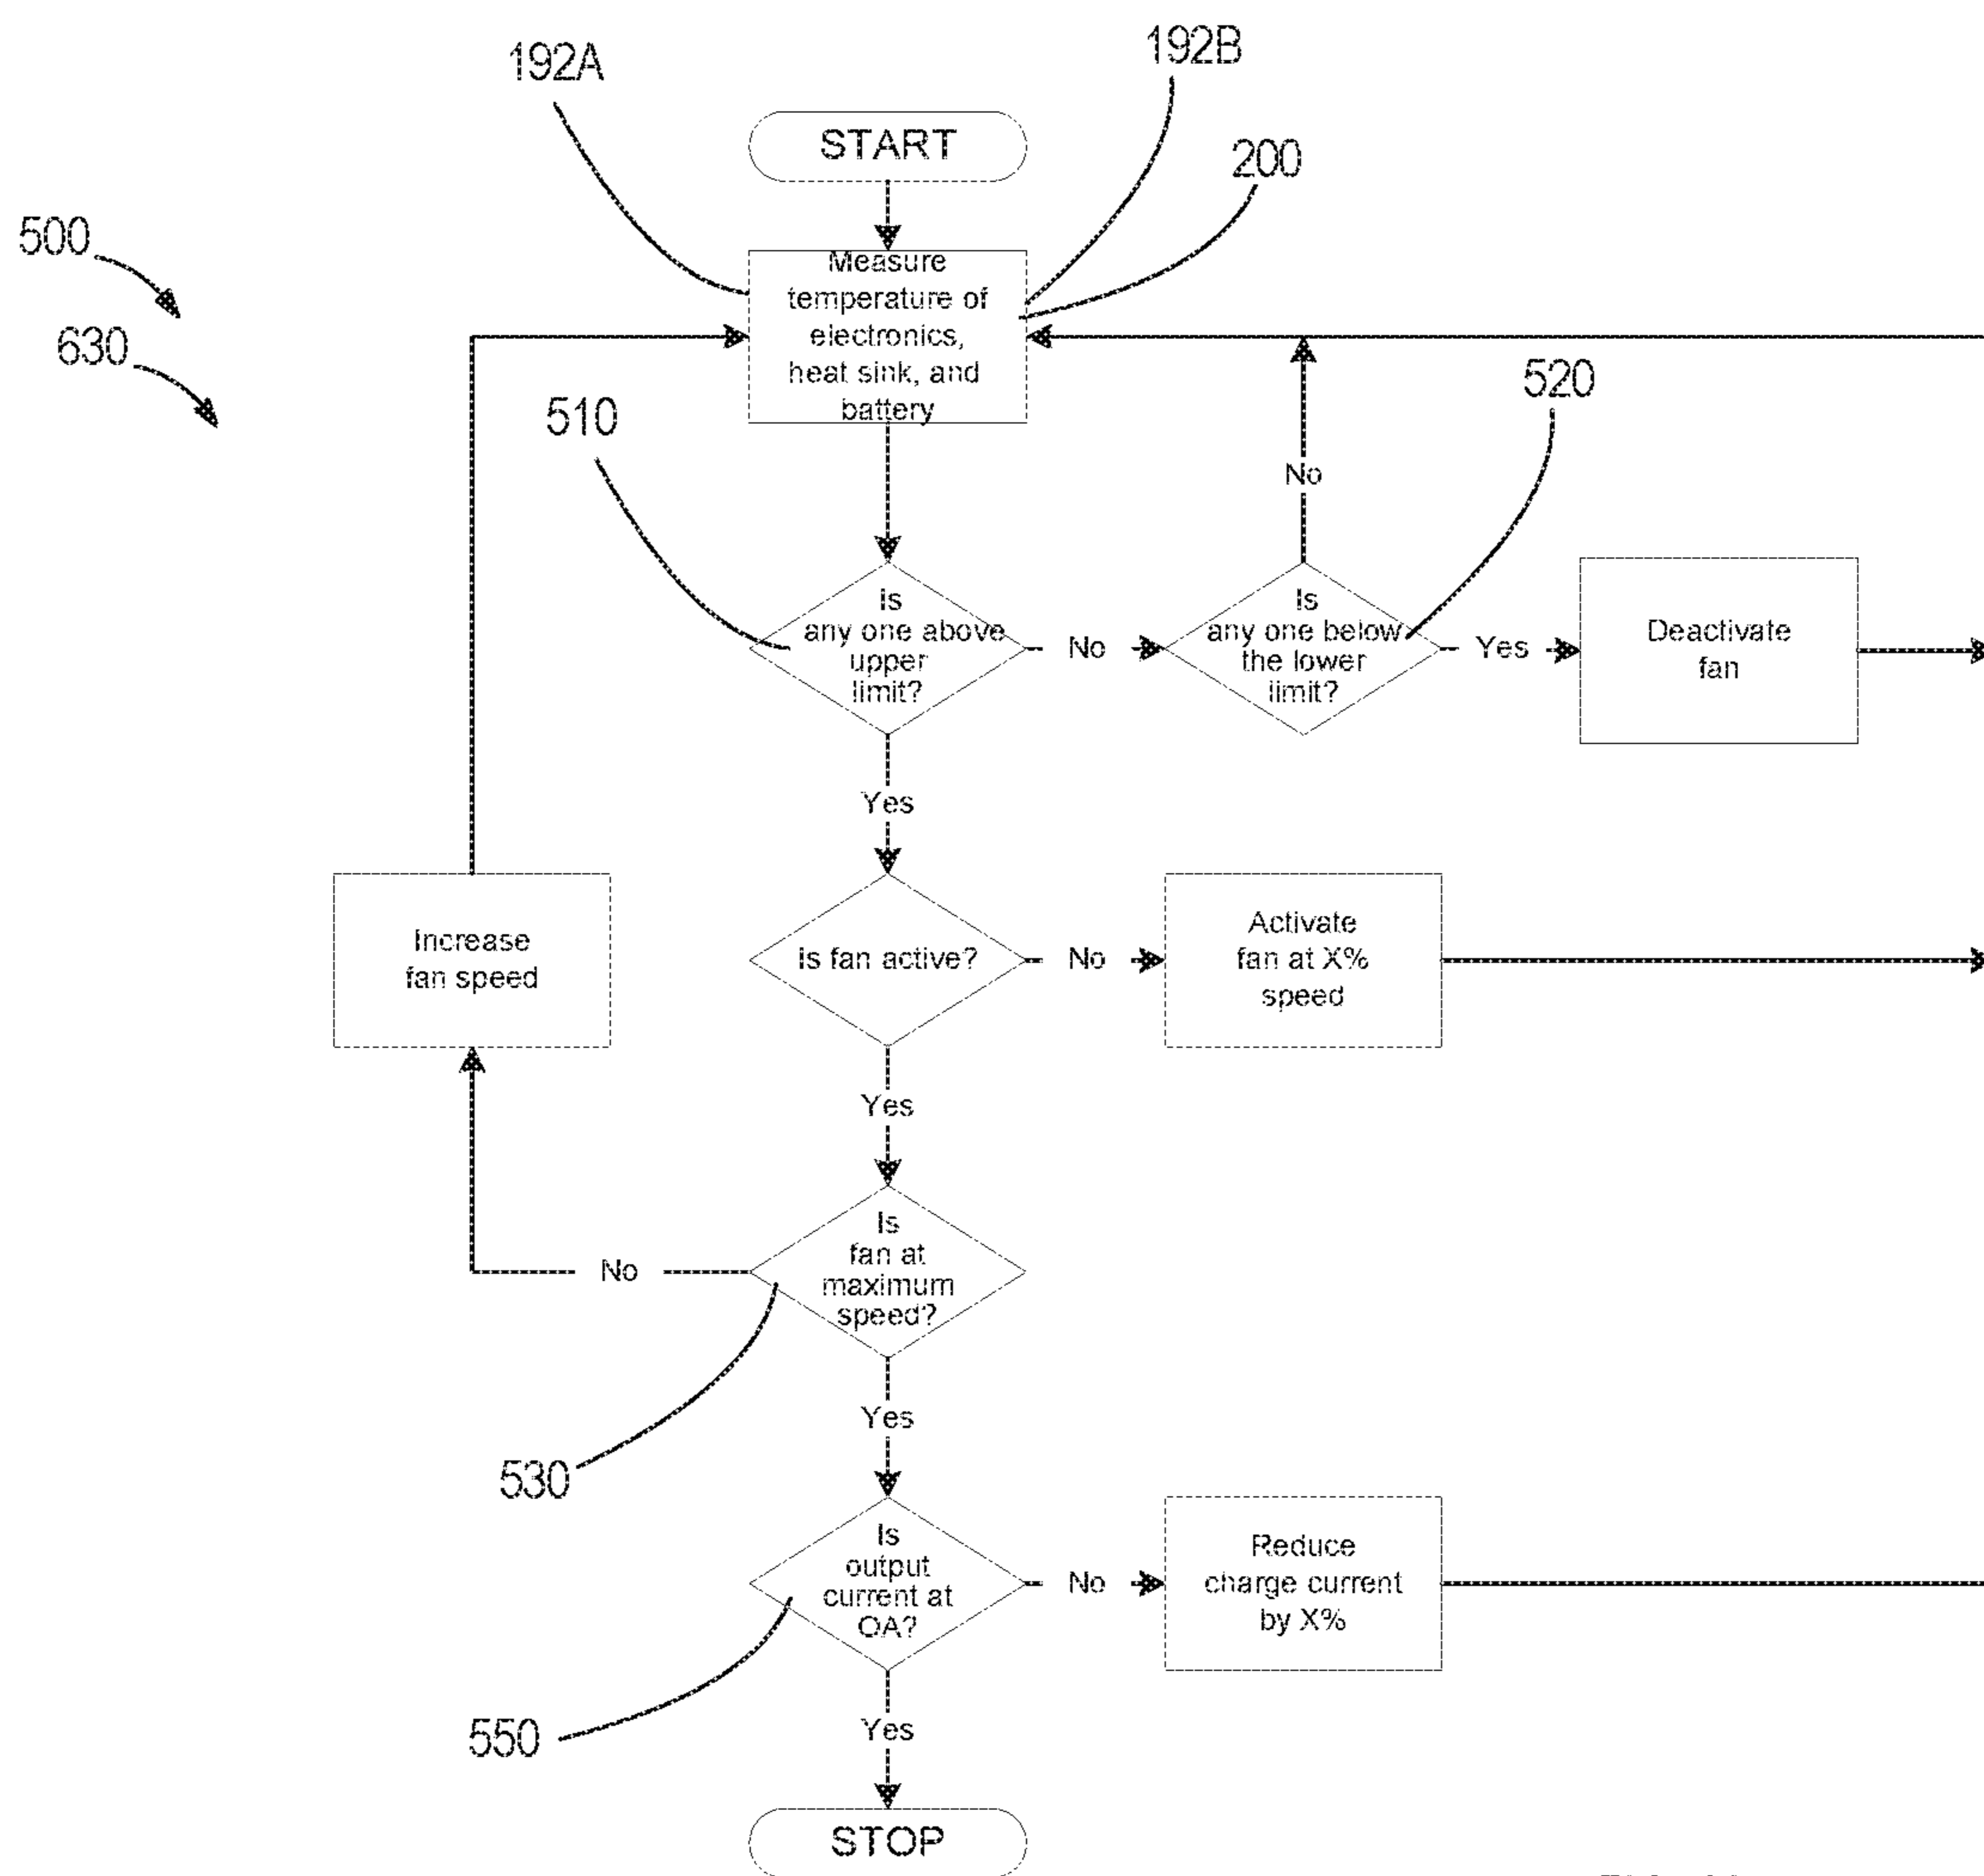 192A
192B
START
200
500
Measure
temperature of
electronics,
heat sink, and
battery
630
510
520
No
Is
any one above
upper
limit?
No
Is
any one below
the lower
limit?
Yes
Deactivate
fan
Yes
Increase
fan speed
Is fan active?
No
Activate
fan at X%
speed
Yes
No
Is
fan at
maximum
speed?
Yes
530
Is
output
current at
OA?
No
Reduce
charge current
by X%
550
Yes
STOP